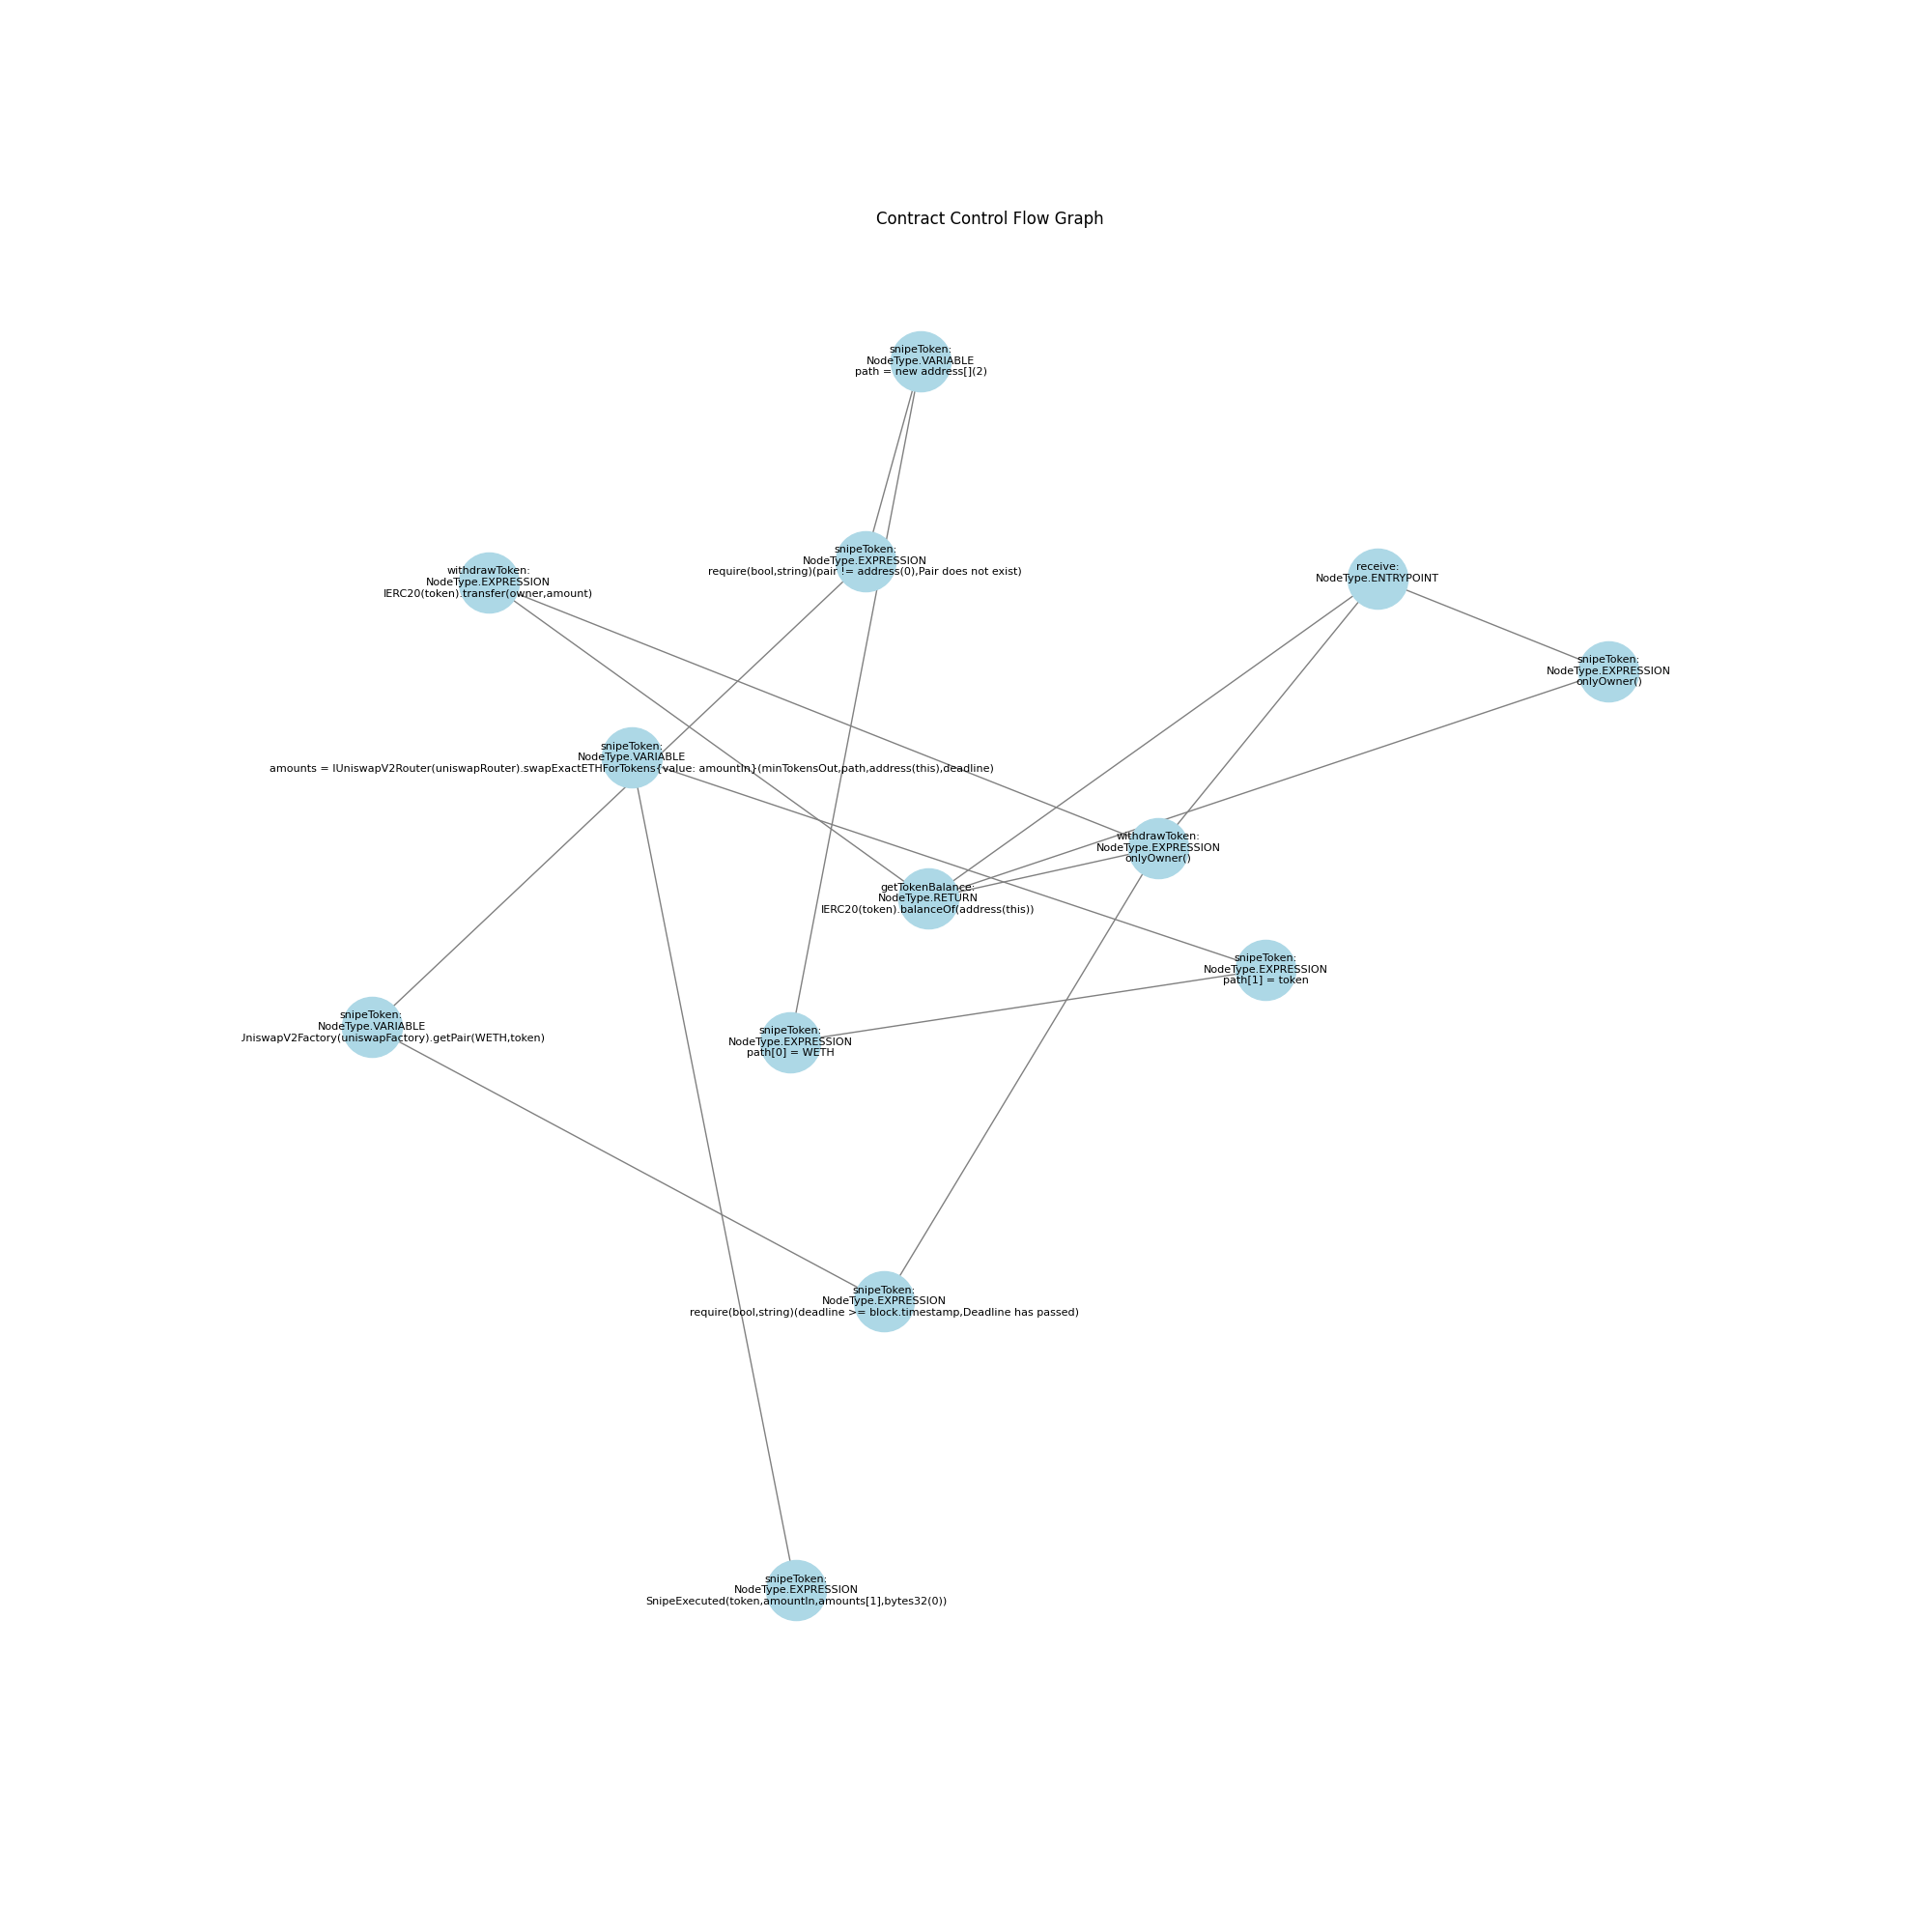 Contract Control Flow Graph
snipeToken:
NodeType.VARIABLE
path = new address[](2)
snipeToken:
NodeType.EXPRESSION
require(bool,string)(pair != address(0),Pair does not exist)
withdrawToken:
NodeType.EXPRESSION
IERC20(token).transfer(owner,amount)
receive:
NodeType.ENTRYPOINT
snipeToken:
NodeType.EXPRESSION
onlyOwner()
snipeToken:
NodeType.VARIABLE
amounts = IUniswapV2Router(uniswapRouter).swapExactETHForTokens{value: amountIn}(minTokensOut,path,address(this),deadline)
withdrawToken:
NodeType.EXPRESSION
onlyOwner()
getTokenBalance:
NodeType.RETURN
IERC20(token).balanceOf(address(this))
snipeToken:
NodeType.EXPRESSION
path[1] = token
snipeToken:
NodeType.VARIABLE
UniswapV2Factory(uniswapFactory).getPair(WETH,token)
snipeToken:
NodeType.EXPRESSION
path[0] = WETH
snipeToken:
NodeType.EXPRESSION
require(bool,string)(deadline >= block.timestamp,Deadline has passed)
snipeToken:
NodeType.EXPRESSION
SnipeExecuted(token,amountIn,amounts[1],bytes32(0))